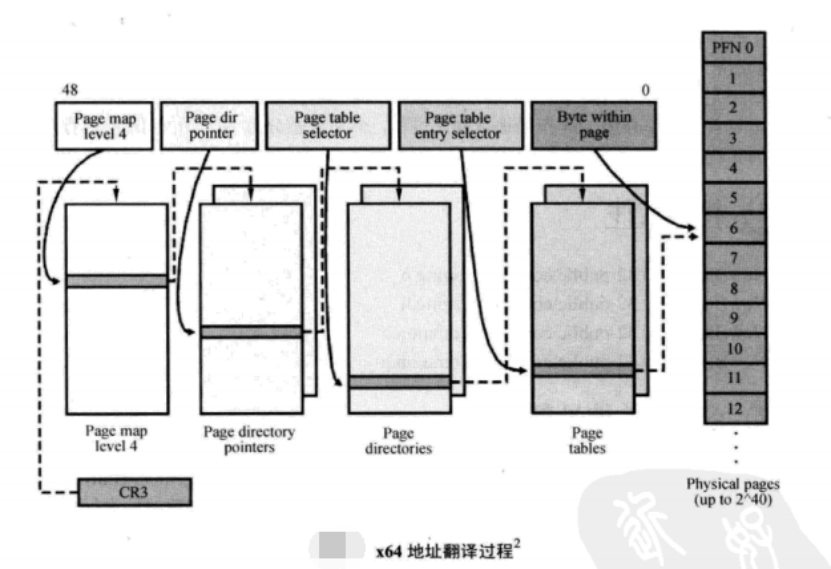 48
0
Page map
level 4
Page dir
pointer
Page table
selector
Page table
entry selector
Byte within
page
PFN 0
1
2
3
4
5
6
7
8
9
10
11
12
Page map
level 4
Page directory
pointers
Page
directories
Page
tables
Physical pages
(up to 2^40)
CR3
x64 地址翻译过程2